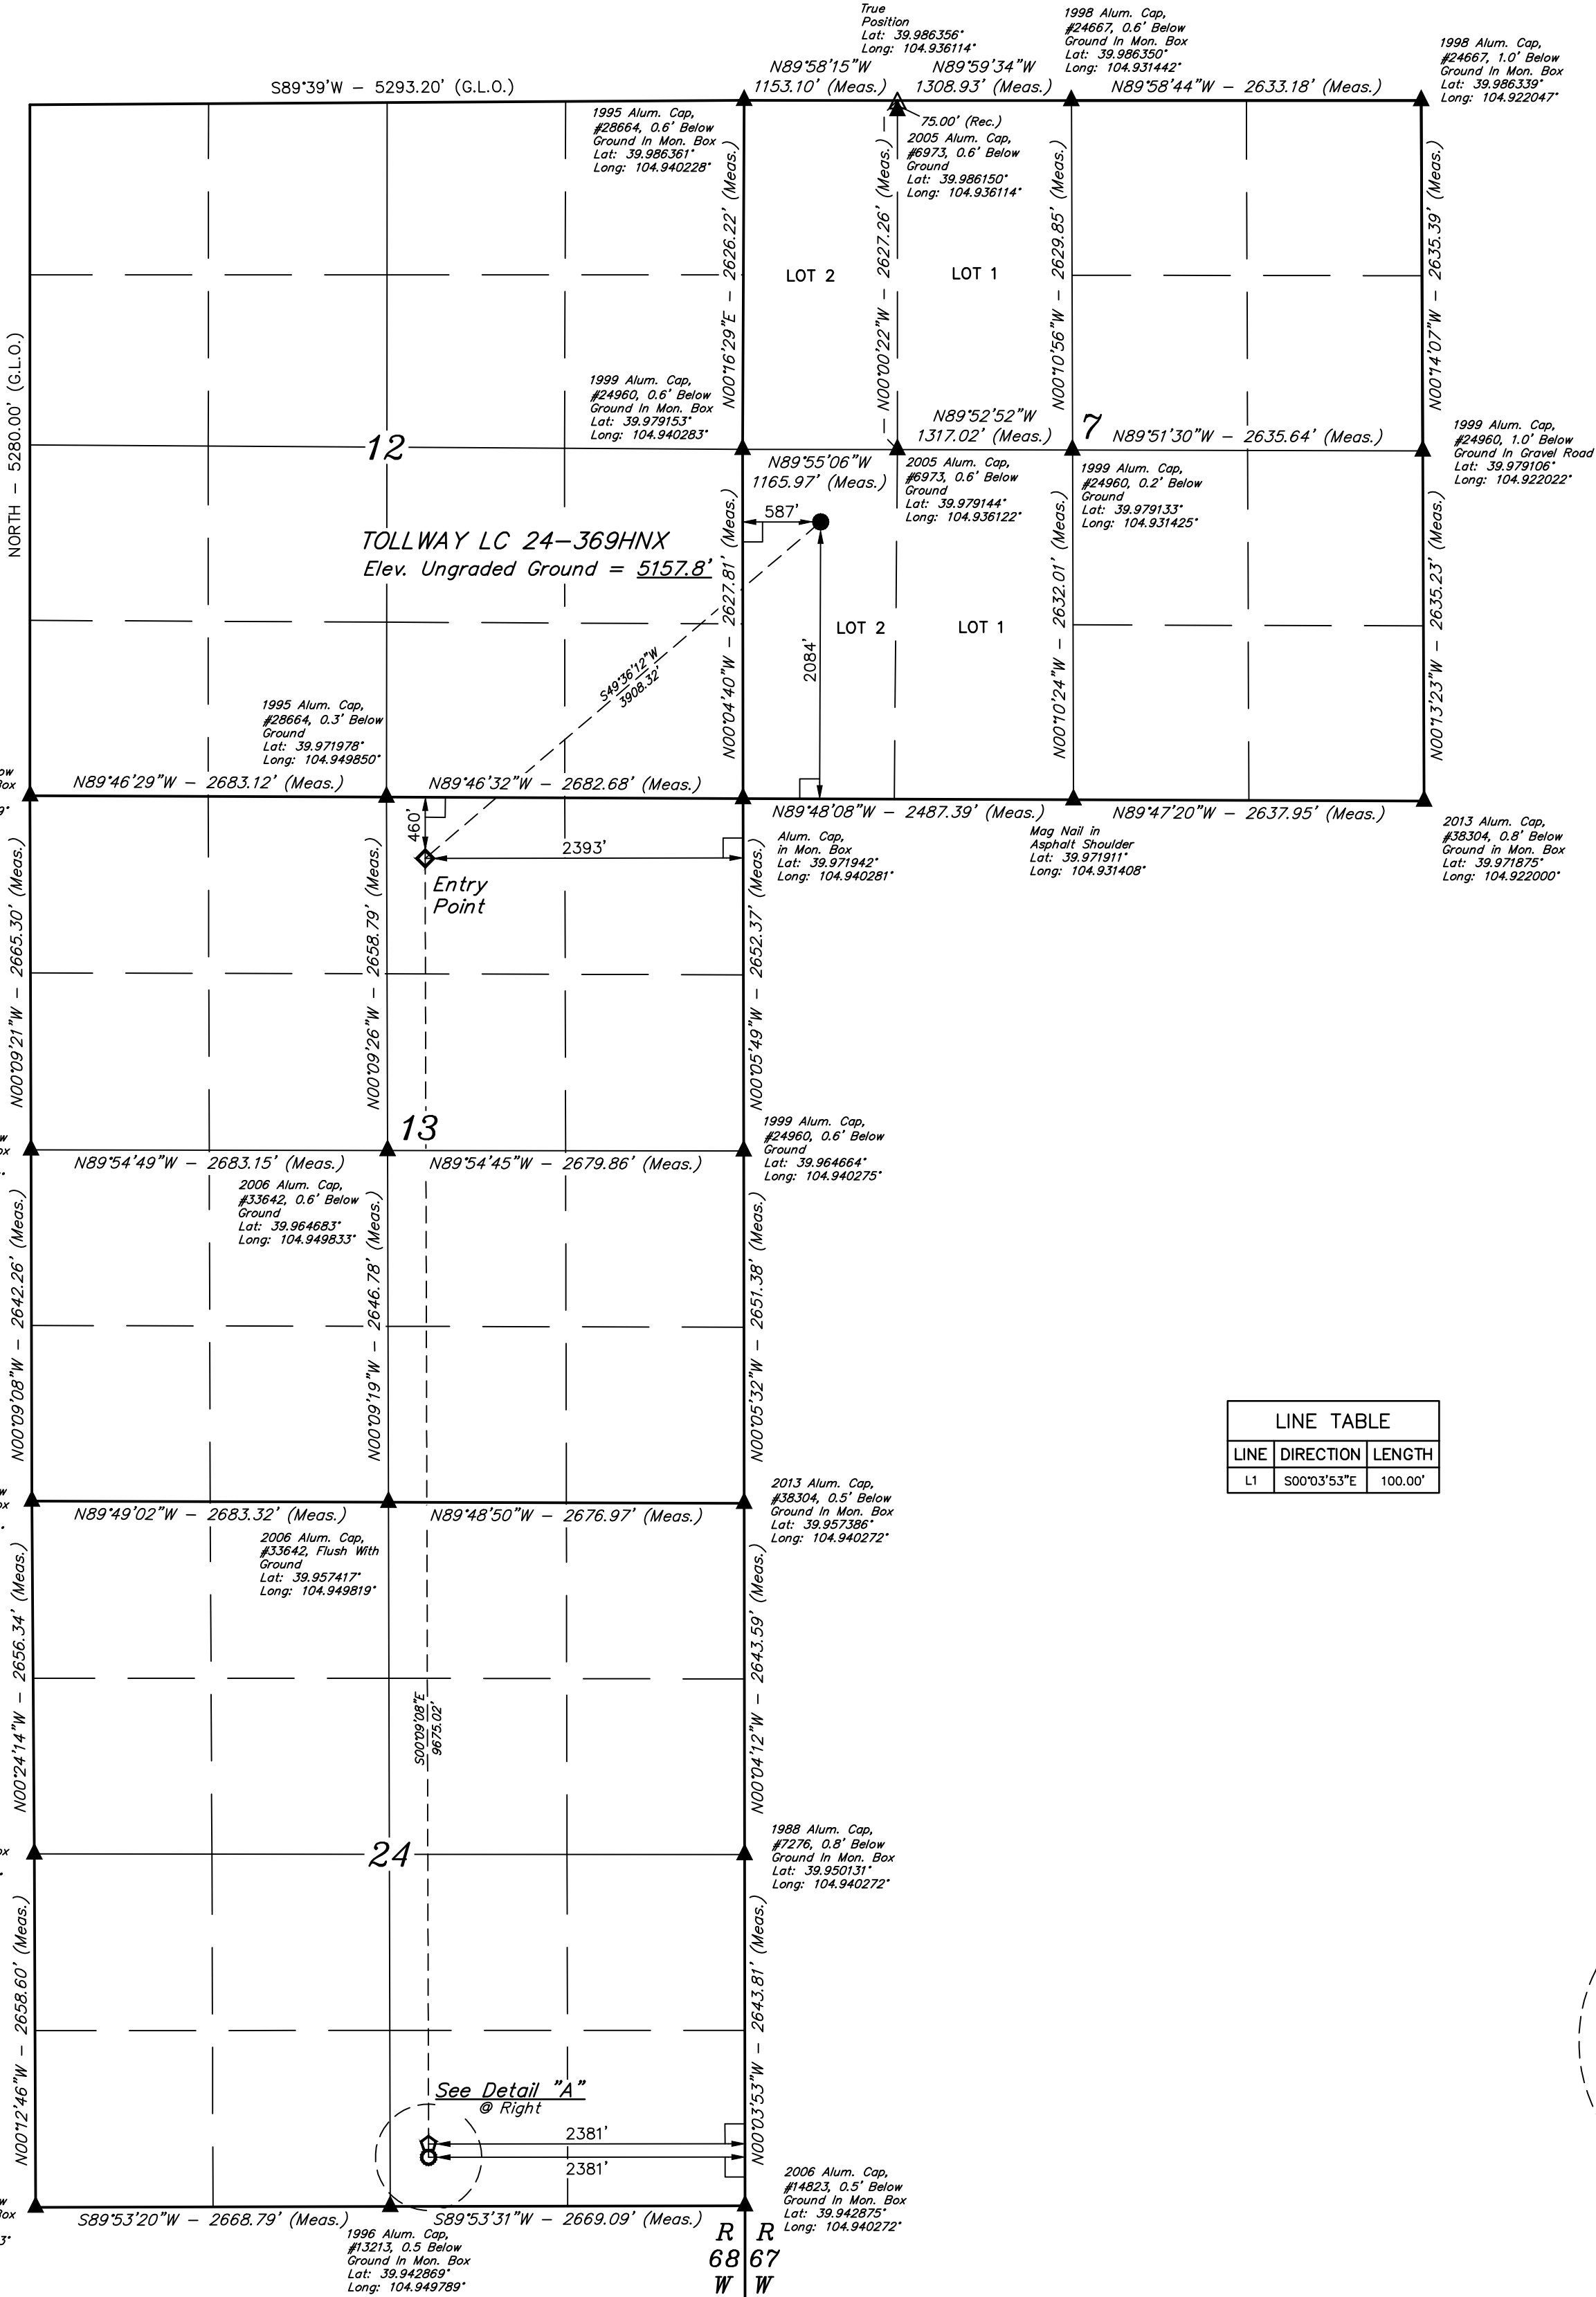 True
Position
Lat: 39.986356°
Long: 104.936114°
1998 Alum. Cap,
#24667, 0.6' Below
Ground In Mon. Box
Lat: 39.986350°
Long: 104.931442°
1998 Alum. Cap,
#24667, 1.0' Below
Ground In Mon. Box
Lat: 39.986339°
Long: 104.922047°
S89°39'W – 5293.20' (G.L.O.)
N89°58'15"W
1153.10' (Meas.)
N89°59'34"W
1308.93' (Meas.)
N89°58'44"W – 2633.18' (Meas.)
1995 Alum. Cap,
#28664, 0.6' Below
Ground In Mon. Box
Lat: 39.986361°
Long: 104.940228°
75.00' (Rec.)
2005 Alum. Cap,
#6973, 0.6' Below
Ground
Lat: 39.986150°
Long: 104.936114°
NORTH – 5280.00' (G.L.O.)
N00°16'29"E – 2626.22' (Meas.)
LOT 2
N00°00'22"W – 2627.26' (Meas.)
LOT 1
N00°10'56"W – 2629.85' (Meas.)
N00°14'07"W – 2635.39' (Meas.)
1999 Alum. Cap,
#24960, 0.6' Below
Ground In Mon. Box
Lat: 39.979153°
Long: 104.940283°
12
N89°52'52"W
1317.02' (Meas.)
7
N89°51'30"W – 2635.64' (Meas.)
1999 Alum. Cap,
#24960, 1.0' Below
Ground In Gravel Road
Lat: 39.979106°
Long: 104.922022°
N89°55'06"W
1165.97' (Meas.)
2005 Alum. Cap,
#6973, 0.6' Below
Ground
Lat: 39.979144°
Long: 104.936122°
1999 Alum. Cap,
#24960, 0.2' Below
Ground
Lat: 39.979133°
Long: 104.931425°
587'
TOLLWAY LC 24–369HNX
Elev. Ungraded Ground = 5157.8'
N00°04'40"W – 2627.81' (Meas.)
2084'
LOT 2
LOT 1
N00°10'24"W – 2632.01' (Meas.)
N00°13'23"W – 2635.23' (Meas.)
S49°36'12"W
3908.32'
1995 Alum. Cap,
#28664, 0.3' Below
Ground
Lat: 39.971978°
Long: 104.949850°
N89°46'29"W – 2683.12' (Meas.)
N89°46'32"W – 2682.68' (Meas.)
N89°48'08"W – 2487.39' (Meas.)
N89°47'20"W – 2637.95' (Meas.)
460'
2393'
Entry
Point
Alum. Cap,
in Mon. Box
Lat: 39.971942°
Long: 104.940281°
Mag Nail in
Asphalt Shoulder
Lat: 39.971911°
Long: 104.931408°
2013 Alum. Cap,
#38304, 0.8' Below
Ground in Mon. Box
Lat: 39.971875°
Long: 104.922000°
N00°09'21"W – 2665.30' (Meas.)
N00°09'26"W – 2658.79' (Meas.)
N00°05'49"W – 2652.37' (Meas.)
13
1999 Alum. Cap,
#24960, 0.6' Below
Ground
Lat: 39.964664°
Long: 104.940275°
N89°54'49"W – 2683.15' (Meas.)
N89°54'45"W – 2679.86' (Meas.)
2006 Alum. Cap,
#33642, 0.6' Below
Ground
Lat: 39.964683°
Long: 104.949833°
N00°09'08"W – 2642.26' (Meas.)
N00°09'19"W – 2646.78' (Meas.)
N00°05'32"W – 2651.38' (Meas.)
LINE TABLE
LINE DIRECTION LENGTH
L1 S00°03'53"E 100.00'
2013 Alum. Cap,
#38304, 0.5' Below
Ground In Mon. Box
Lat: 39.957386°
Long: 104.940272°
N89°49'02"W – 2683.32' (Meas.)
N89°48'50"W – 2676.97' (Meas.)
2006 Alum. Cap,
#33642, Flush With
Ground
Lat: 39.957417°
Long: 104.949819°
N00°24'14"W – 2656.34' (Meas.)
S00°09'08"E
9675.02'
N00°04'12"W – 2643.59' (Meas.)
24
1988 Alum. Cap,
#7276, 0.8' Below
Ground In Mon. Box
Lat: 39.950131°
Long: 104.940272°
N00°12'46"W – 2658.60' (Meas.)
N00°03'53"W – 2643.81' (Meas.)
See Detail "A"
@ Right
2381'
2381'
2006 Alum. Cap,
#14823, 0.5' Below
Ground In Mon. Box
Lat: 39.942875°
Long: 104.940272°
S89°53'20"W – 2668.79' (Meas.)
S89°53'31"W – 2669.09' (Meas.)
1996 Alum. Cap,
#13213, 0.5 Below
Ground In Mon. Box
Lat: 39.942869°
Long: 104.949789°
R R
68 67
W W